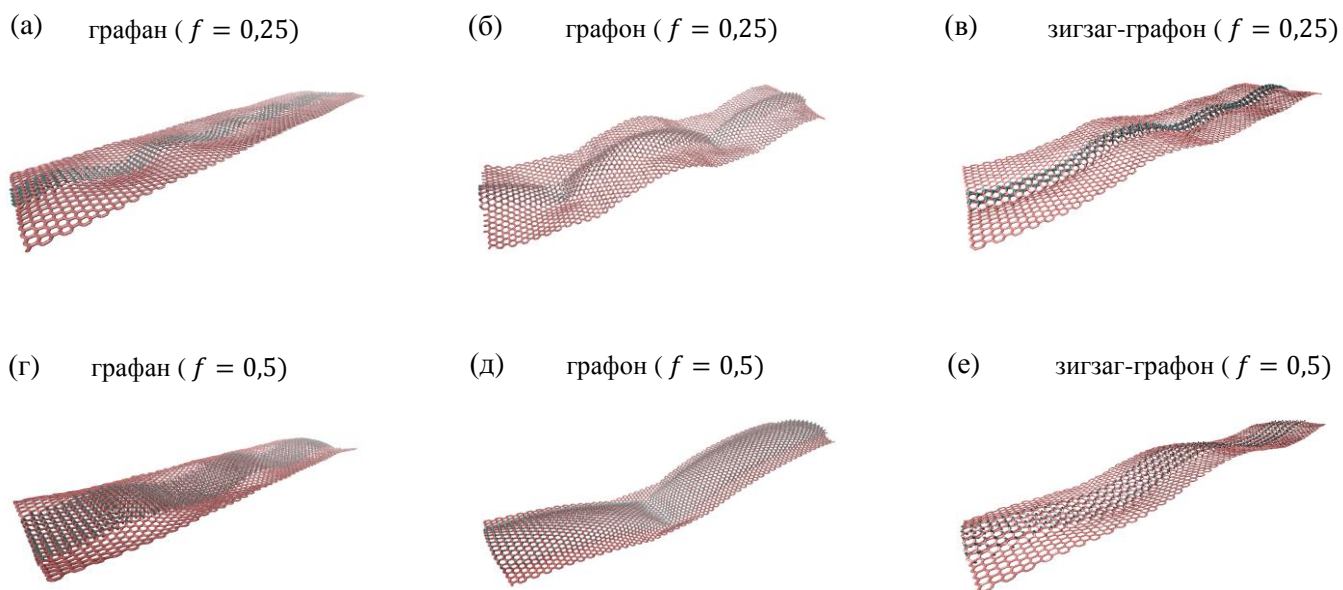 (а) графан ( f = 0,25)
(б) графон ( f = 0,25)
(в) зигзаг-графон ( f = 0,25)
(г) графан ( f = 0,5)
(д) графон ( f = 0,5)
(е) зигзаг-графон ( f = 0,5)